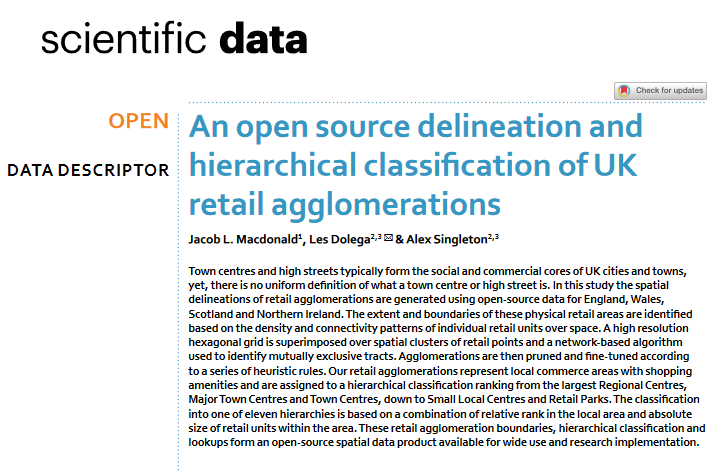 scientific data
Check for updates
OPEN
DATA DESCRIPTOR
An open source delineation and
hierarchical classification of UK
retail agglomerations
Jacob L. Macdonald¹, Les Dolega²,³ ✉ & Alex Singleton²,³
Town centres and high streets typically form the social and commercial cores of UK cities and towns,
yet, there is no uniform definition of what a town centre or high street is. In this study the spatial
delineations of retail agglomerations are generated using open-source data for England, Wales,
Scotland and Northern Ireland. The extent and boundaries of these physical retail areas are identified
based on the density and connectivity patterns of individual retail units over space. A high resolution
hexagonal grid is superimposed over spatial clusters of retail points and a network-based algorithm
used to identify mutually exclusive tracts. Agglomerations are then pruned and fine-tuned according
to a series of heuristic rules. Our retail agglomerations represent local commerce areas with shopping
amenities and are assigned to a hierarchical classification ranking from the largest Regional Centres,
Major Town Centres and Town Centres, down to Small Local Centres and Retail Parks. The classification
into one of eleven hierarchies is based on a combination of relative rank in the local area and absolute
size of retail units within the area. These retail agglomeration boundaries, hierarchical classification and
lookups form an open-source spatial data product available for wide use and research implementation.